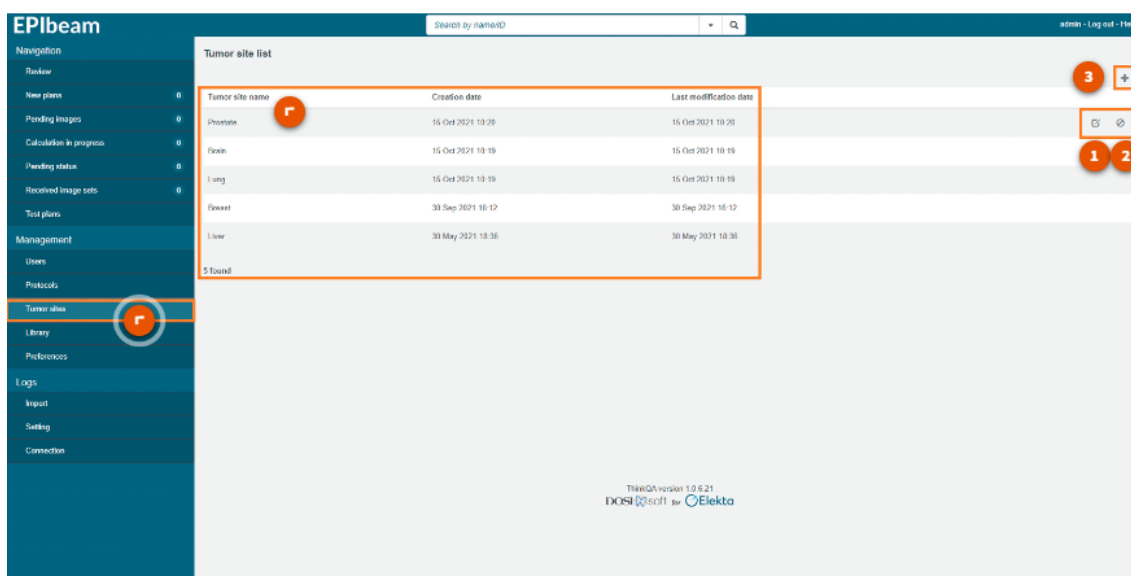 EPIbeam
Search by name/ID
admin - Log out - He
Navigation
Review
New plans 0
Pending images 0
Calculation in progress 0
Pending status 0
Received image sets 0
Test plans
Management
Users
Protocols
Tumor sites
Library
Preferences
Logs
Import
Setting
Connection
Tumor site list
3
Tumor site name Creation date Last modification date
Prostate 15 Oct 2021 10:20 15 Oct 2021 10:20
Brain 15 Oct 2021 10:19 15 Oct 2021 10:19
Lung 15 Oct 2021 10:19 15 Oct 2021 10:19
Breast 30 Sep 2021 16:12 30 Sep 2021 16:12
Liver 30 May 2021 18:36 30 May 2021 18:36
5 found
1 2
ThinkQA version 1.0.6.21
DOSIsoft for Elekta